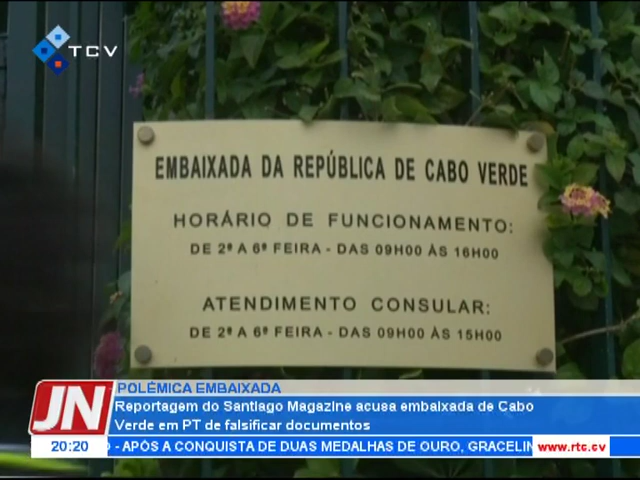 TCV
EMBAIXADA DA REPÚBLICA DE CABO VERDE
HORÁRIO DE FUNCIONAMENTO:
DE 2ª A 6ª FEIRA - DAS 09H00 ÀS 16H00
ATENDIMENTO CONSULAR:
DE 2ª A 6ª FEIRA - DAS 09H00 ÀS 15H00
JN
POLÉMICA EMBAIXADA
Reportagem do Santiago Magazine acusa embaixada de Cabo
Verde em PT de falsificar documentos
20:20 O - APÓS A CONQUISTA DE DUAS MEDALHAS DE OURO, GRACELIN www.rtc.cv